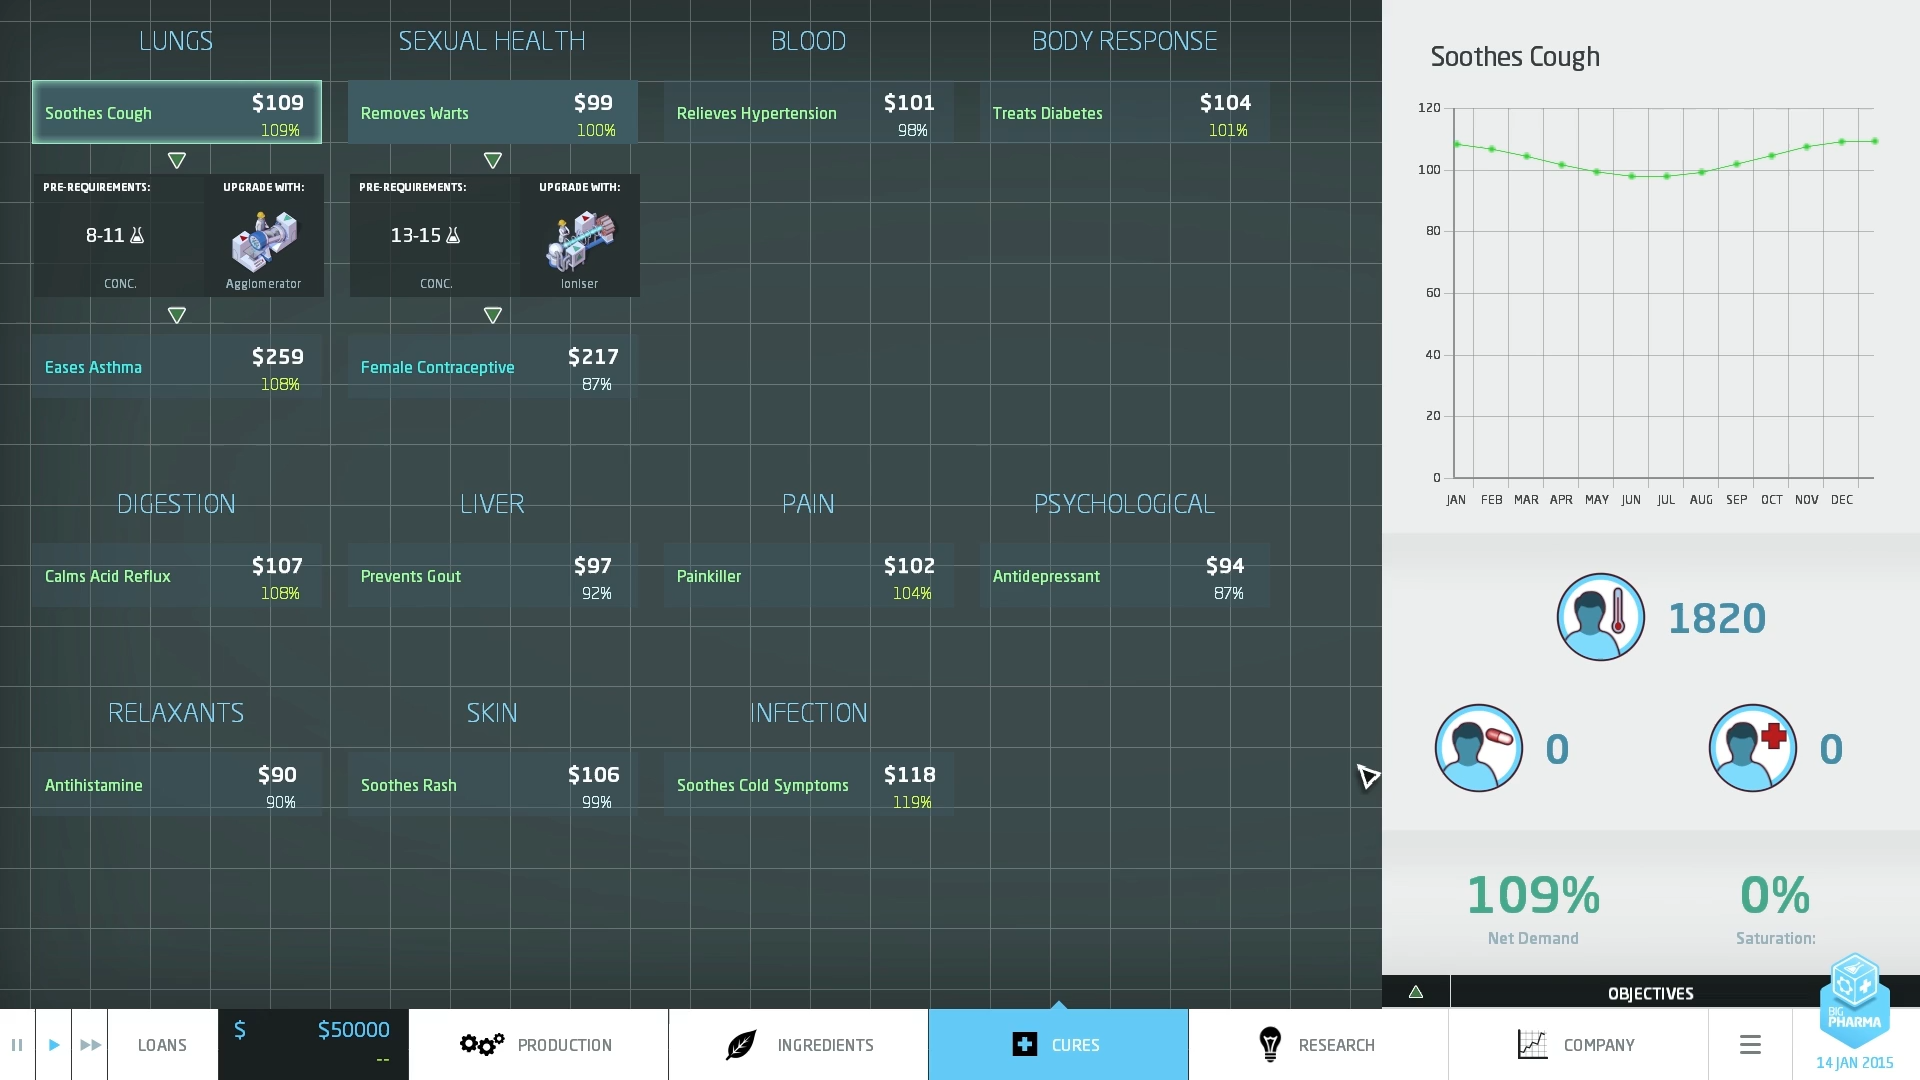 LUNGS
SEXUAL HEALTH
BLOOD
BODY RESPONSE
Soothes Cough $109
109%
Removes Warts $99
100%
Relieves Hypertension $101
98%
Treats Diabetes $104
101%
PRE-REQUIREMENTS: UPGRADE WITH:
8-11
CONC. Agglomerator
PRE-REQUIREMENTS: UPGRADE WITH:
13-15
CONC. Ioniser
Eases Asthma $259
108%
Female Contraceptive $217
87%
DIGESTION
LIVER
PAIN
PSYCHOLOGICAL
Calms Acid Reflux $107
108%
Prevents Gout $97
92%
Painkiller $102
104%
Antidepressant $94
87%
RELAXANTS
SKIN
INFECTION
Antihistamine $90
90%
Soothes Rash $106
99%
Soothes Cold Symptoms $118
119%
Soothes Cough
120
100
80
60
40
20
0
JAN FEB MAR APR MAY JUN JUL AUG SEP OCT NOV DEC
1820
0
0
109%
Net Demand
0%
Saturation:
OBJECTIVES
LOANS
$ $50000
--
PRODUCTION
INGREDIENTS
CURES
RESEARCH
COMPANY
BIG
PHARMA
14 JAN 2015